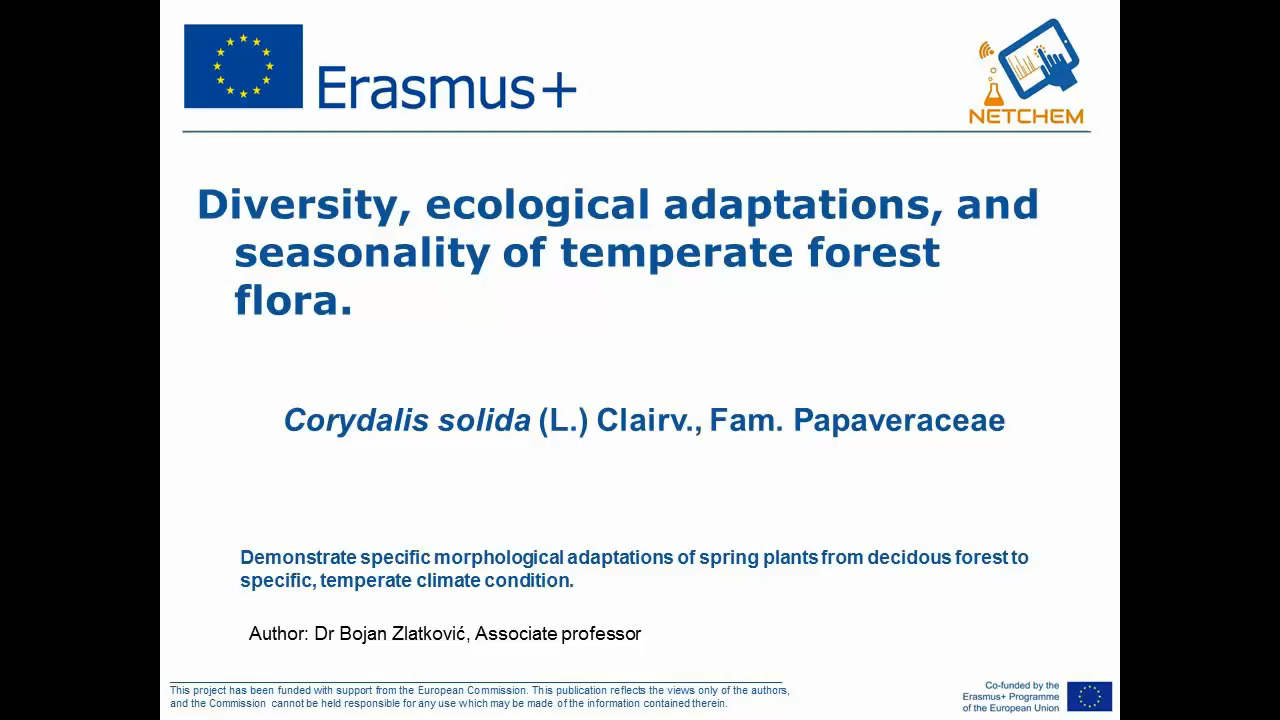 Erasmus+
NETCHEM
Diversity, ecological adaptations, and
seasonality of temperate forest
flora.
Corydalis solida (L.) Clairv., Fam. Papaveraceae
Demonstrate specific morphological adaptations of spring plants from decidous forest to
specific, temperate climate condition.
Author: Dr Bojan Zlatković, Associate professor
This project has been funded with support from the European Commission. This publication reflects the views only of the authors,
and the Commission cannot be held responsible for any use which may be made of the information contained therein.
Co-funded by the
Erasmus+ Programme
of the European Union